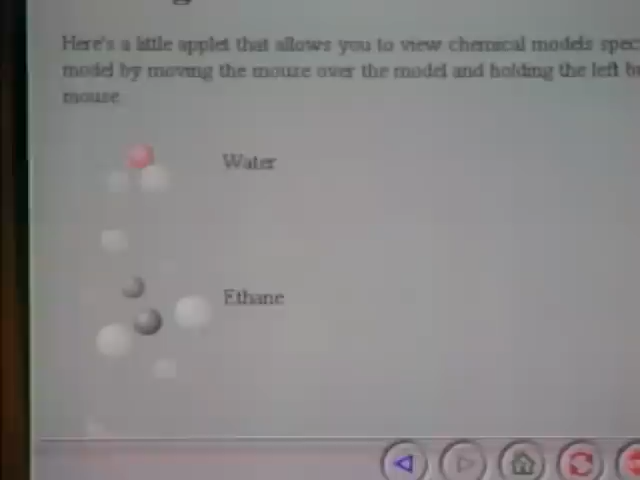 Here's a little applet that allows you to view chemical models
model by moving the mouse over the model and holding the left
mouse.
Water
Ethane